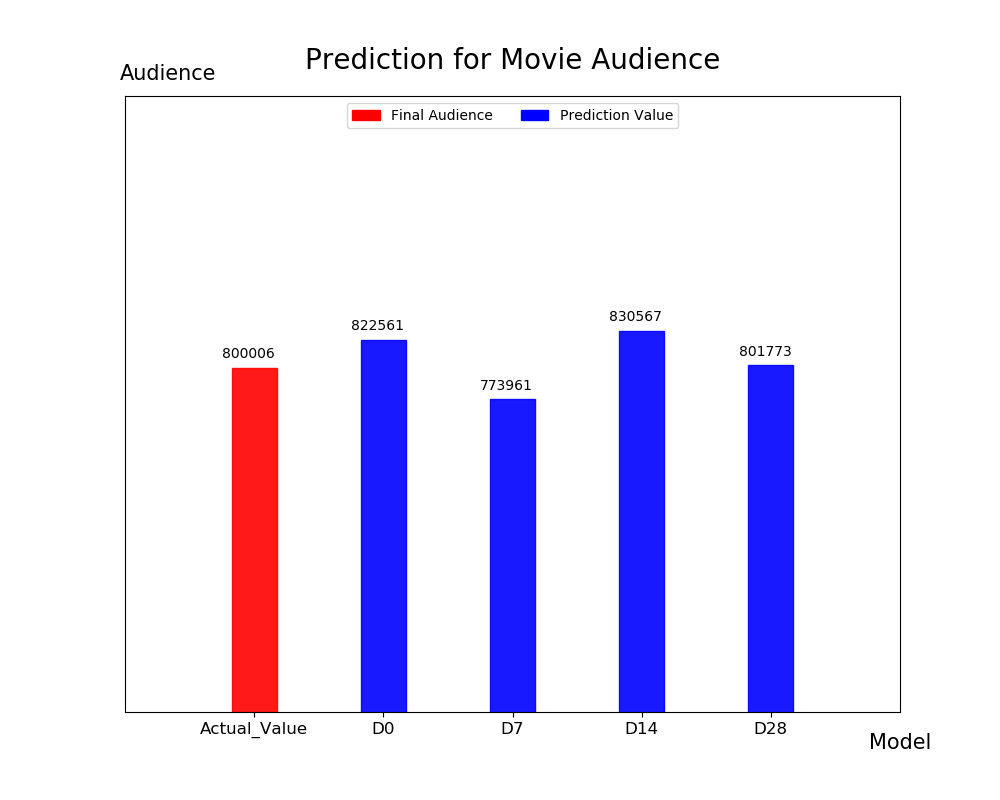 Prediction for Movie Audience
Audience
Final Audience Prediction Value
830567
822561
801773
800006
773961
Actual_Value D0 D7 D14 D28
Model